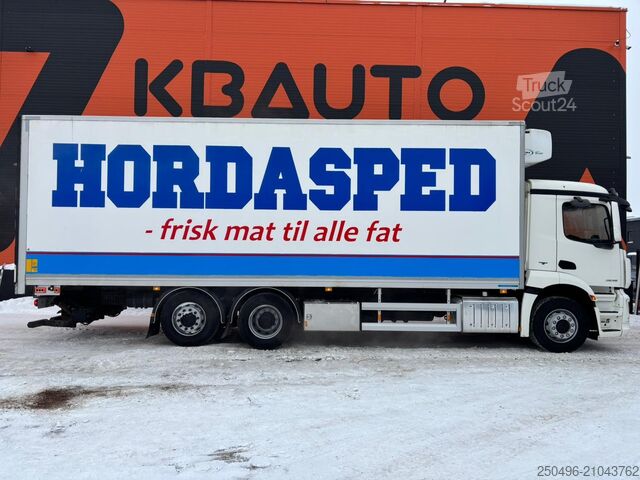 KBAUTO
Truck
Scout24
HORDASPED
- frisk mat til alle fat
250496-21043762